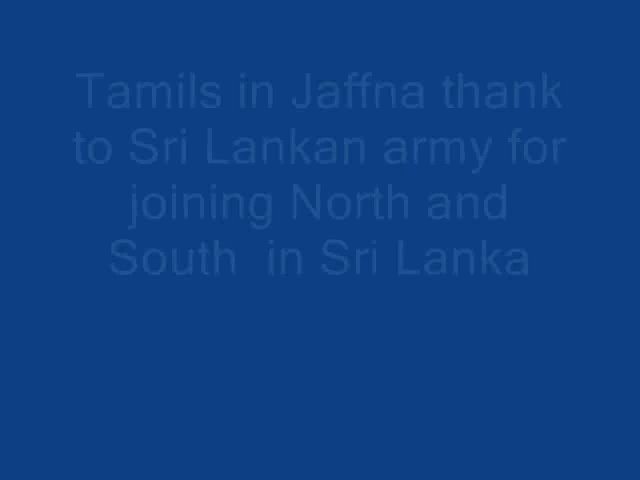 Tamils in Jaffna thank
to Sri Lankan army for
joining North and
South  in Sri Lanka